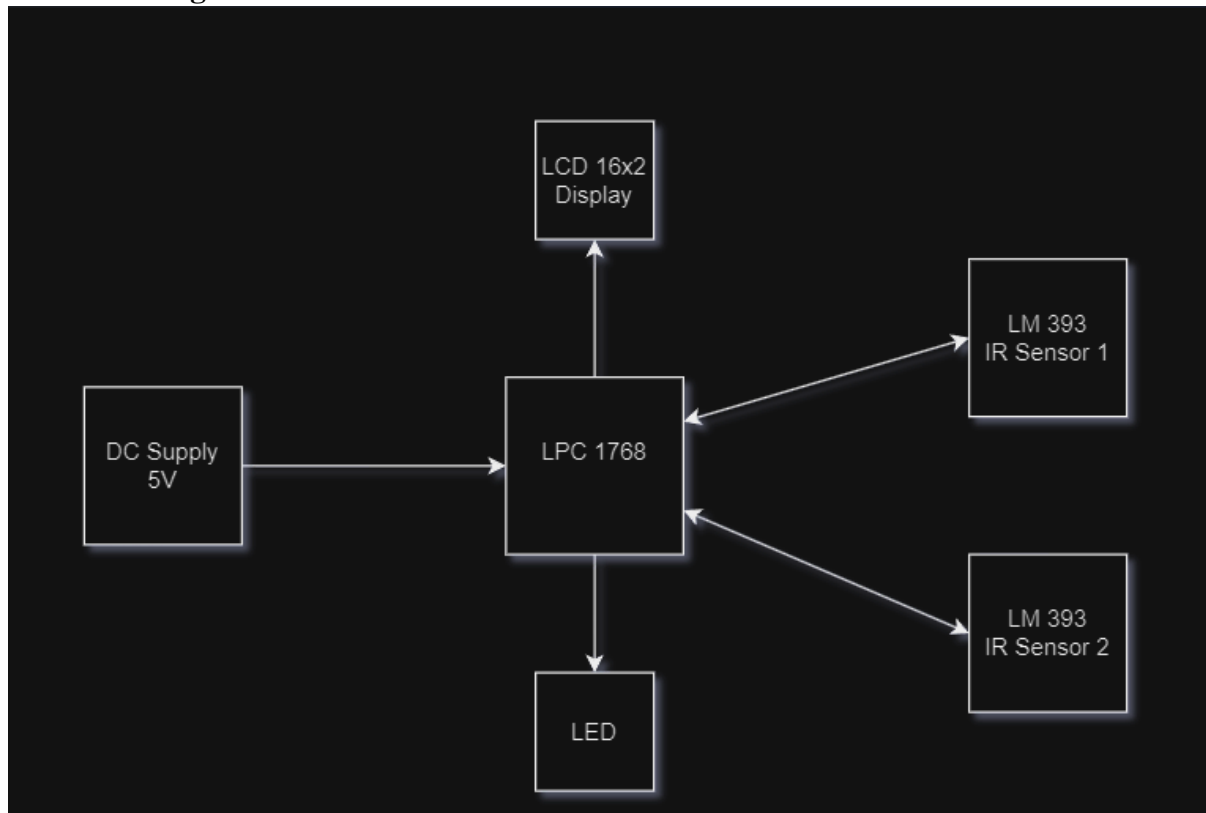 LCD 16x2
Display
LM 393
IR Sensor 1
DC Supply
5V
LPC 1768
LM 393
IR Sensor 2
LED